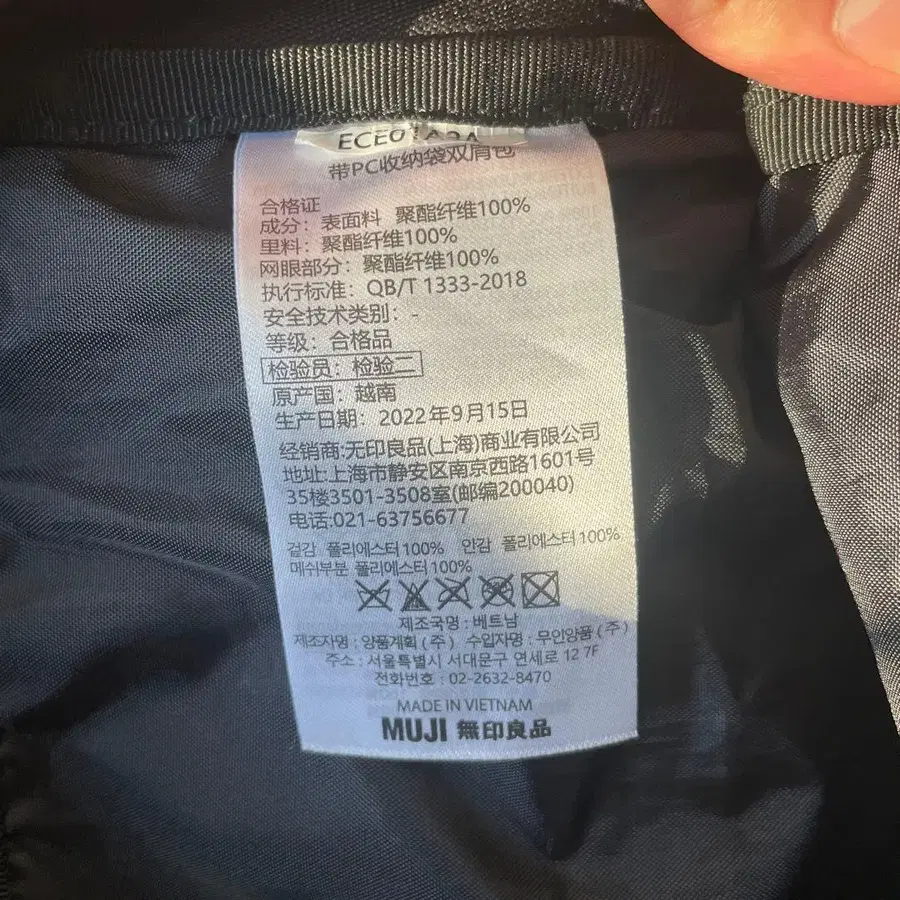 带PC收纳袋双肩包
合格证
成分：表面料 聚酯纤维100%
里料：聚酯纤维100%
网眼部分：聚酯纤维100%
执行标准：QB/T 1333-2018
安全技术类别：-
等级：合格品
检验员：检验二
原产国：越南
生产日期：2022年9月15日
经销商:无印良品(上海)商业有限公司
地址:上海市静安区南京西路1601号
35楼3501-3508室(邮编200040)
电话:021-63756677
겉감 폴리에스터100% 안감 폴리에스터100%
메쉬부분 폴리에스터100%
제조국명 : 베트남
제조자명 : 양품계획 (주) 수입자명 : 무인양품 (주)
주소 : 서울특별시 서대문구 연세로 12 7F
전화번호 : 02-2632-8470
MADE IN VIETNAM
MUJI 無印良品